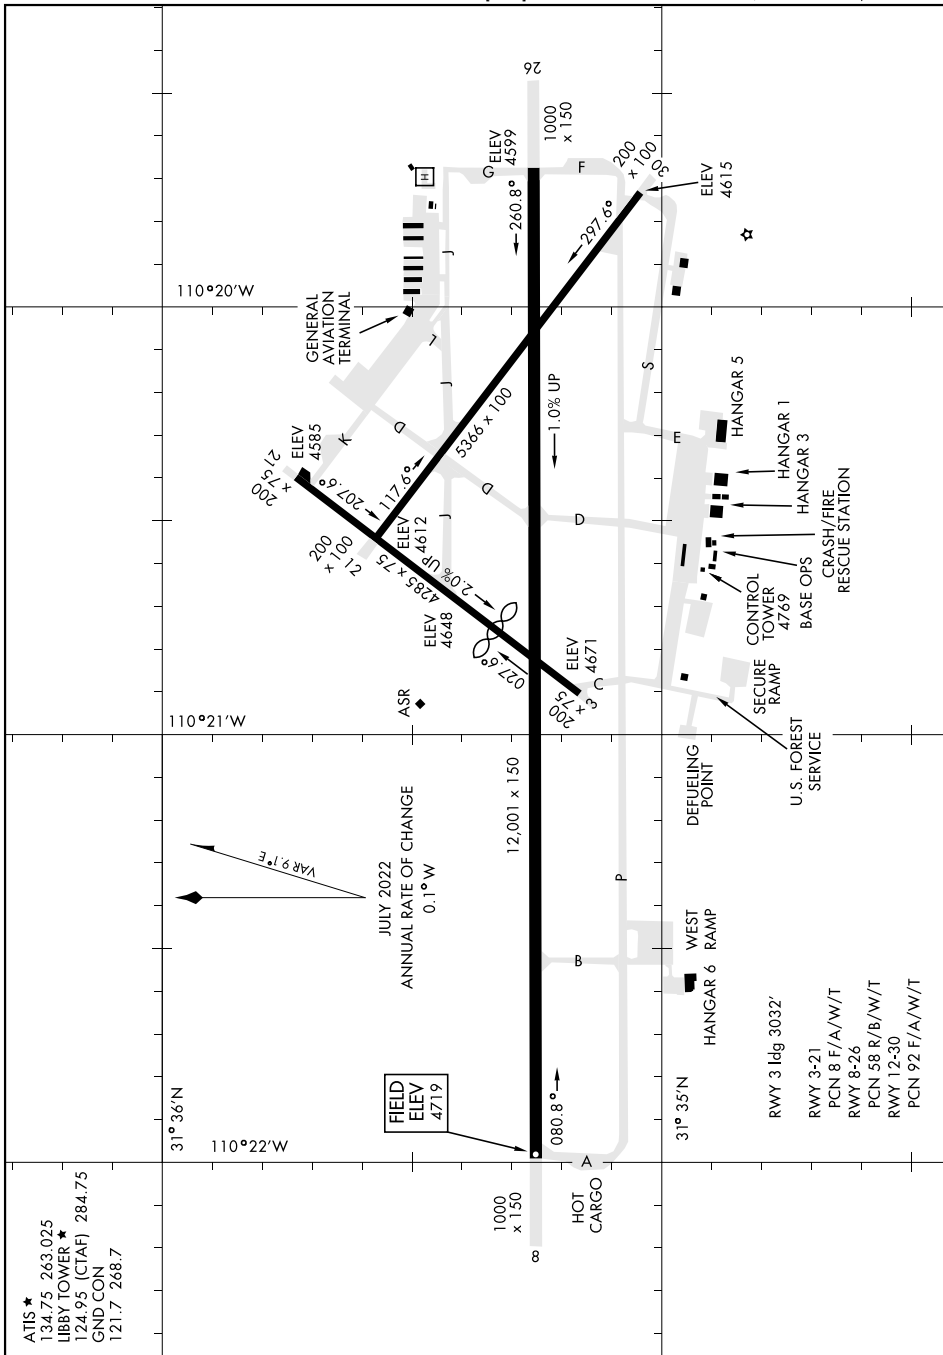 ATIS ★
134.75 263.025
LIBBY TOWER ★
124.95 (CTAF) 284.75
GND CON
121.7 268.7
31° 36'N
110°22'W
110°21'W
110°20'W
31° 35'N
VAR 9.1° E
JULY 2022
ANNUAL RATE OF CHANGE
0.1° W
FIELD
ELEV
4719
8
1000
x 150
HOT
CARGO
A
080.8°
B
P
12,001 x 150
1.0% UP
260.8°
ELEV
4599
1000
x 150
26
G
F
H
J
J
J
L
K
D
D
D
C
E
S
ASR
GENERAL
AVIATION
TERMINAL
200
x 75
21
ELEV
4585
207.6°
4285 x 75
2.0% UP
ELEV
4648
027.6°
ELEV
4671
200
x 75
3
200
x 100
12
ELEV
4612
117.6°
5366 x 100
297.6°
200
x 100
30
ELEV
4615
HANGAR 5
HANGAR 1
HANGAR 3
CRASH/FIRE
RESCUE STATION
BASE OPS
CONTROL
TOWER
4769
SECURE
RAMP
U.S. FOREST
SERVICE
DEFUELING
POINT
WEST
RAMP
HANGAR 6
RWY 3 ldg 3032'
RWY 3-21
PCN 8 F/A/W/T
RWY 8-26
PCN 58 R/B/W/T
RWY 12-30
PCN 92 F/A/W/T